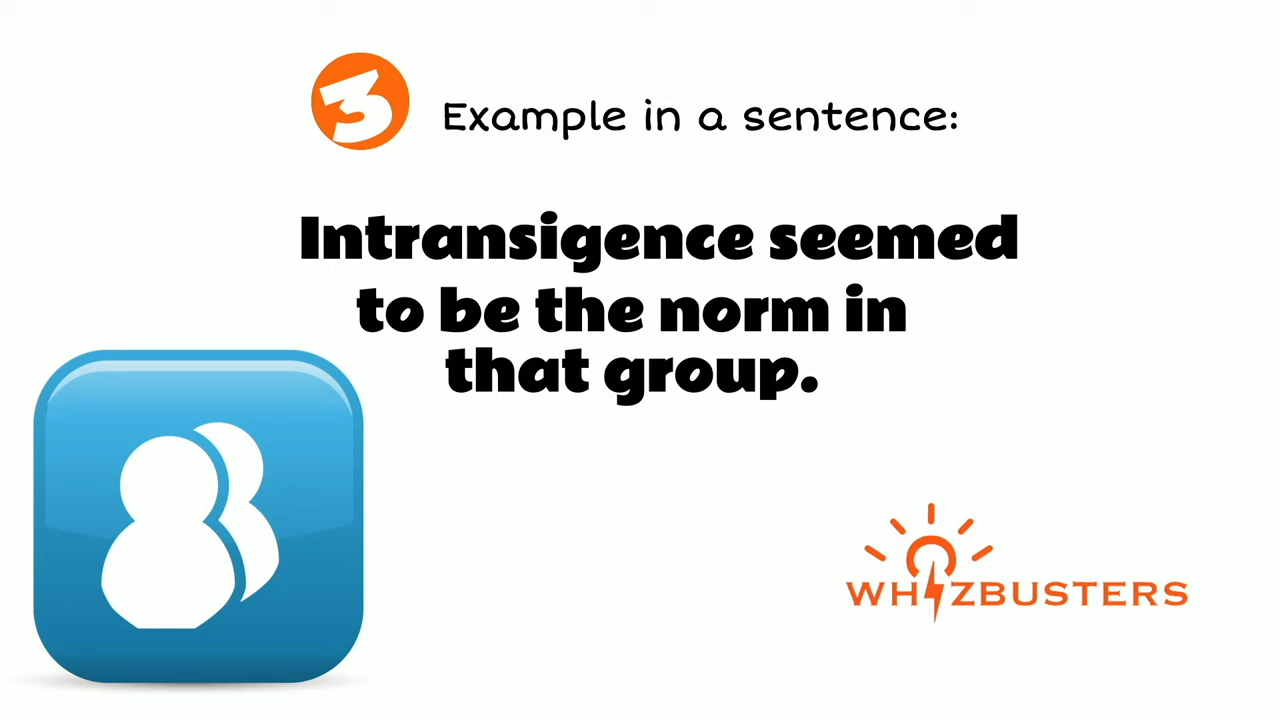 3 Example in a sentence:
Intransigence seemed
to be the norm in
that group.
WHIZBUSTERS